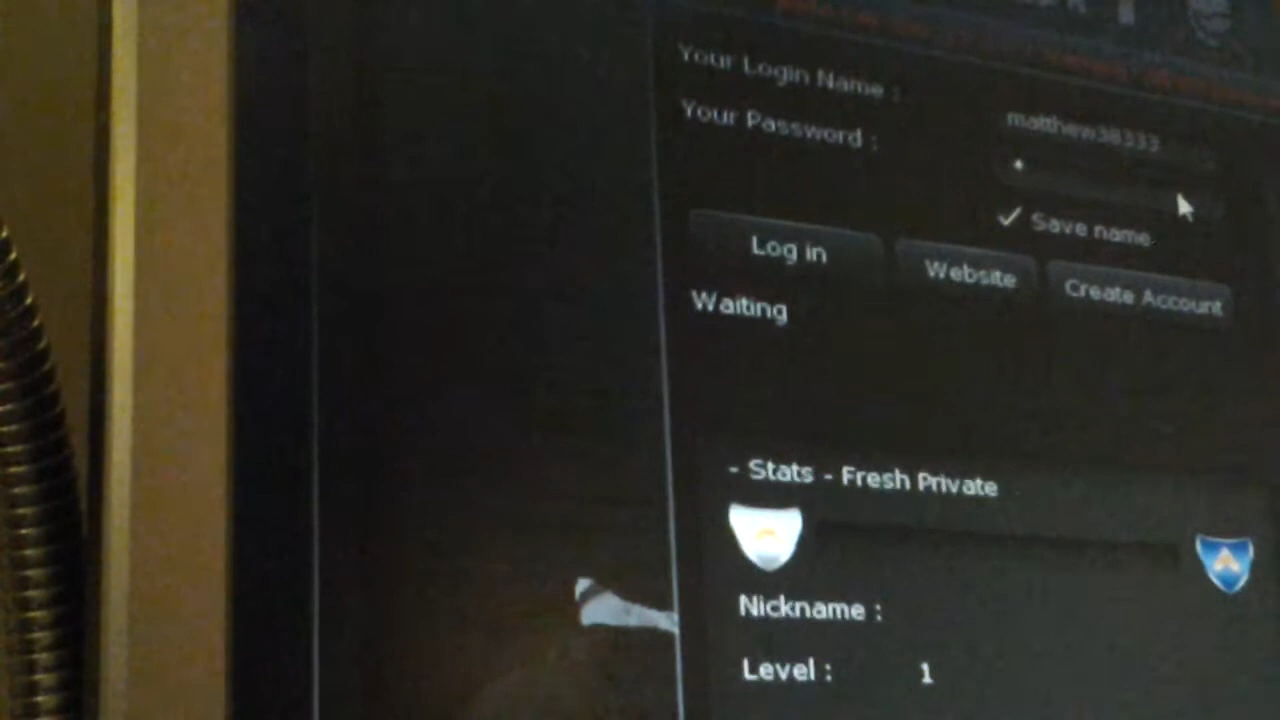 Your Login Name :
matthew38333
Your Password :
Save name
Log in
Website
Create Account
Waiting
- Stats - Fresh Private
Nickname :
Level : 1